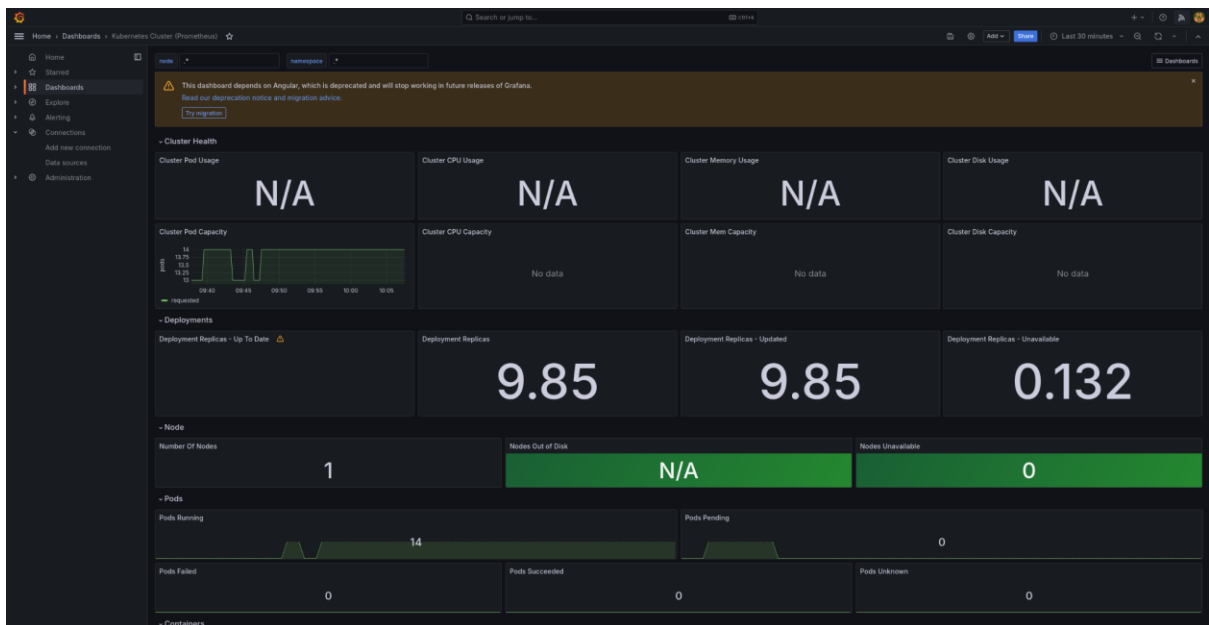 Search or jump to...
ctrl+k
Home › Dashboards › Kubernetes Cluster (Prometheus)
Add
Share
Last 30 minutes
Home
Starred
Dashboards
Explore
Alerting
Connections
Add new connection
Data sources
Administration
node .*
namespace .*
Dashboards
This dashboard depends on Angular, which is deprecated and will stop working in future releases of Grafana.
Read our deprecation notice and migration advice.
Try migration
Cluster Health
Cluster Pod Usage
N/A
Cluster CPU Usage
N/A
Cluster Memory Usage
N/A
Cluster Disk Usage
N/A
Cluster Pod Capacity
pods
14
13.75
13.5
13.25
13
09:40 09:45 09:50 09:55 10:00 10:05
requested
Cluster CPU Capacity
No data
Cluster Mem Capacity
No data
Cluster Disk Capacity
No data
Deployments
Deployment Replicas - Up To Date
Deployment Replicas
9.85
Deployment Replicas - Updated
9.85
Deployment Replicas - Unavailable
0.132
Node
Number Of Nodes
1
Nodes Out of Disk
N/A
Nodes Unavailable
0
Pods
Pods Running
14
Pods Pending
0
Pods Failed
0
Pods Succeeded
0
Pods Unknown
0
Containers